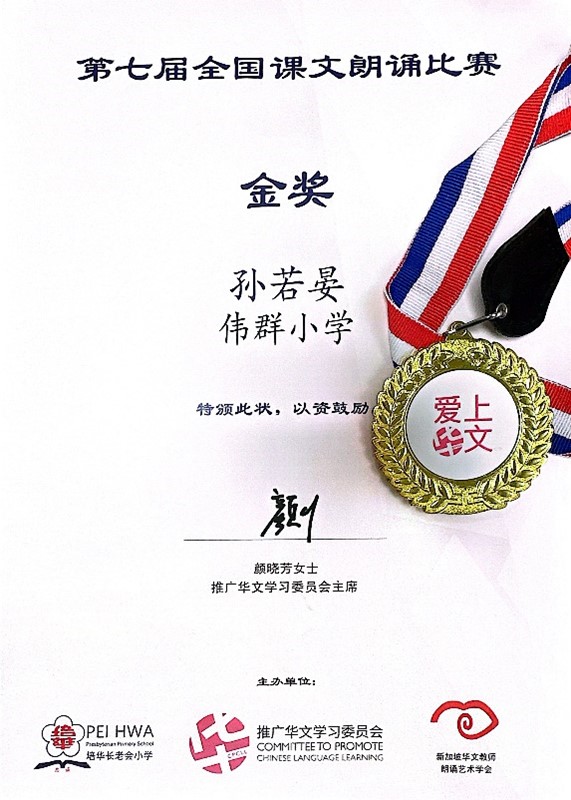 第七届全国课文朗诵比赛
金奖
孙若晏
伟群小学
特颁此状，以资鼓励
爱上
华文
颜晓芳女士
推广华文学习委员会主席
主办单位：
PEI HWA
Presbyterian Primary School
培华长老会小学
推广华文学习委员会
COMMITTEE TO PROMOTE
CHINESE LANGUAGE LEARNING
新加坡华文教师
朗诵艺术学会